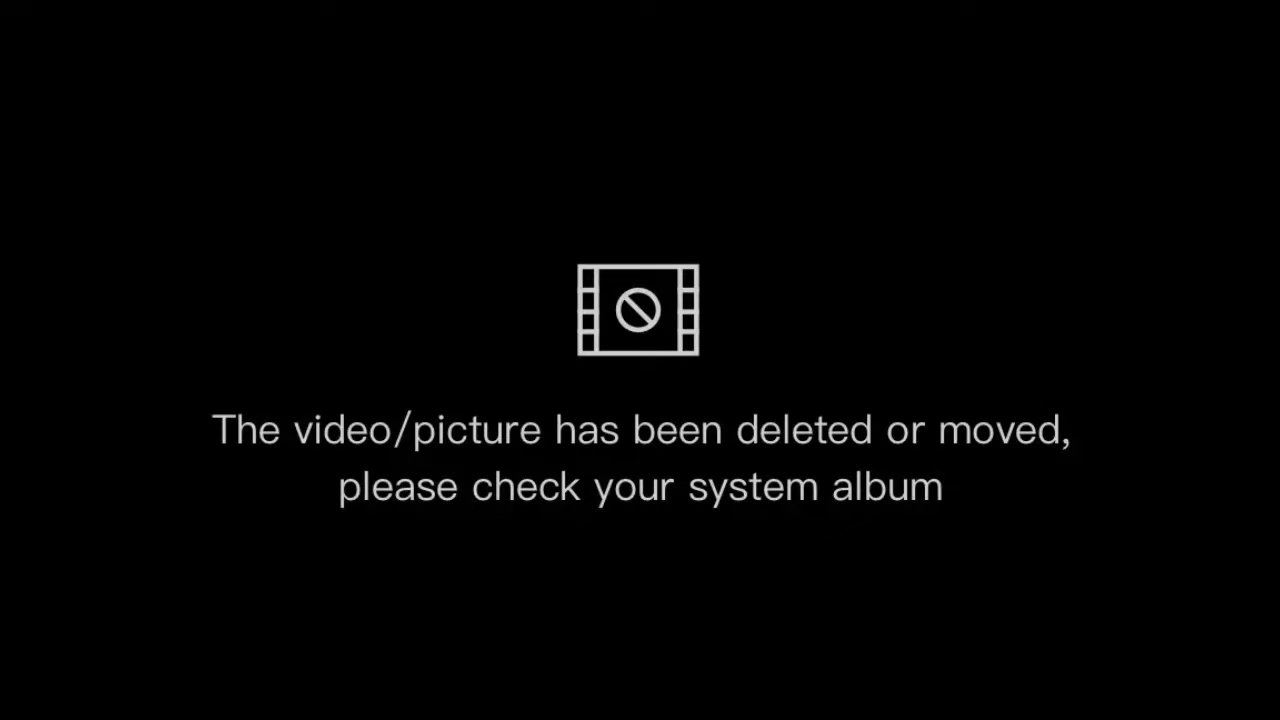 The video/picture has been deleted or moved,
please check your system album